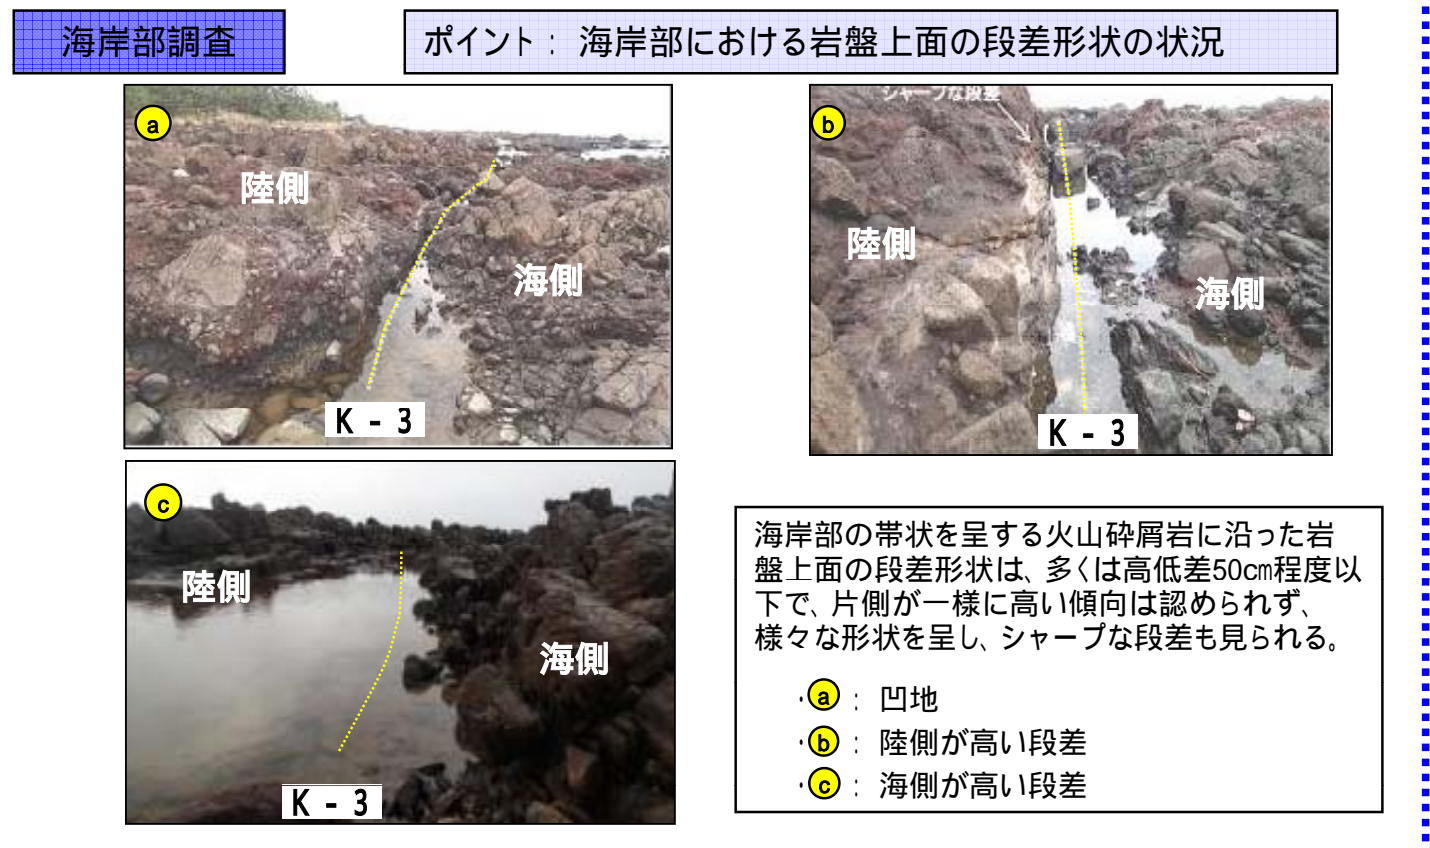 海岸部調査
ポイント： 海岸部における岩盤上面の段差形状の状況
a
陸側
海側
K - 3
b
シャープな段差
陸側
海側
K - 3
c
陸側
海側
K - 3
海岸部の帯状を呈する火山砕屑岩に沿った岩
盤上面の段差形状は、多くは高低差50cm程度以
下で、片側が一様に高い傾向は認められず、
様々な形状を呈し、シャープな段差も見られる。
・a： 凹地
・b： 陸側が高い段差
・c： 海側が高い段差